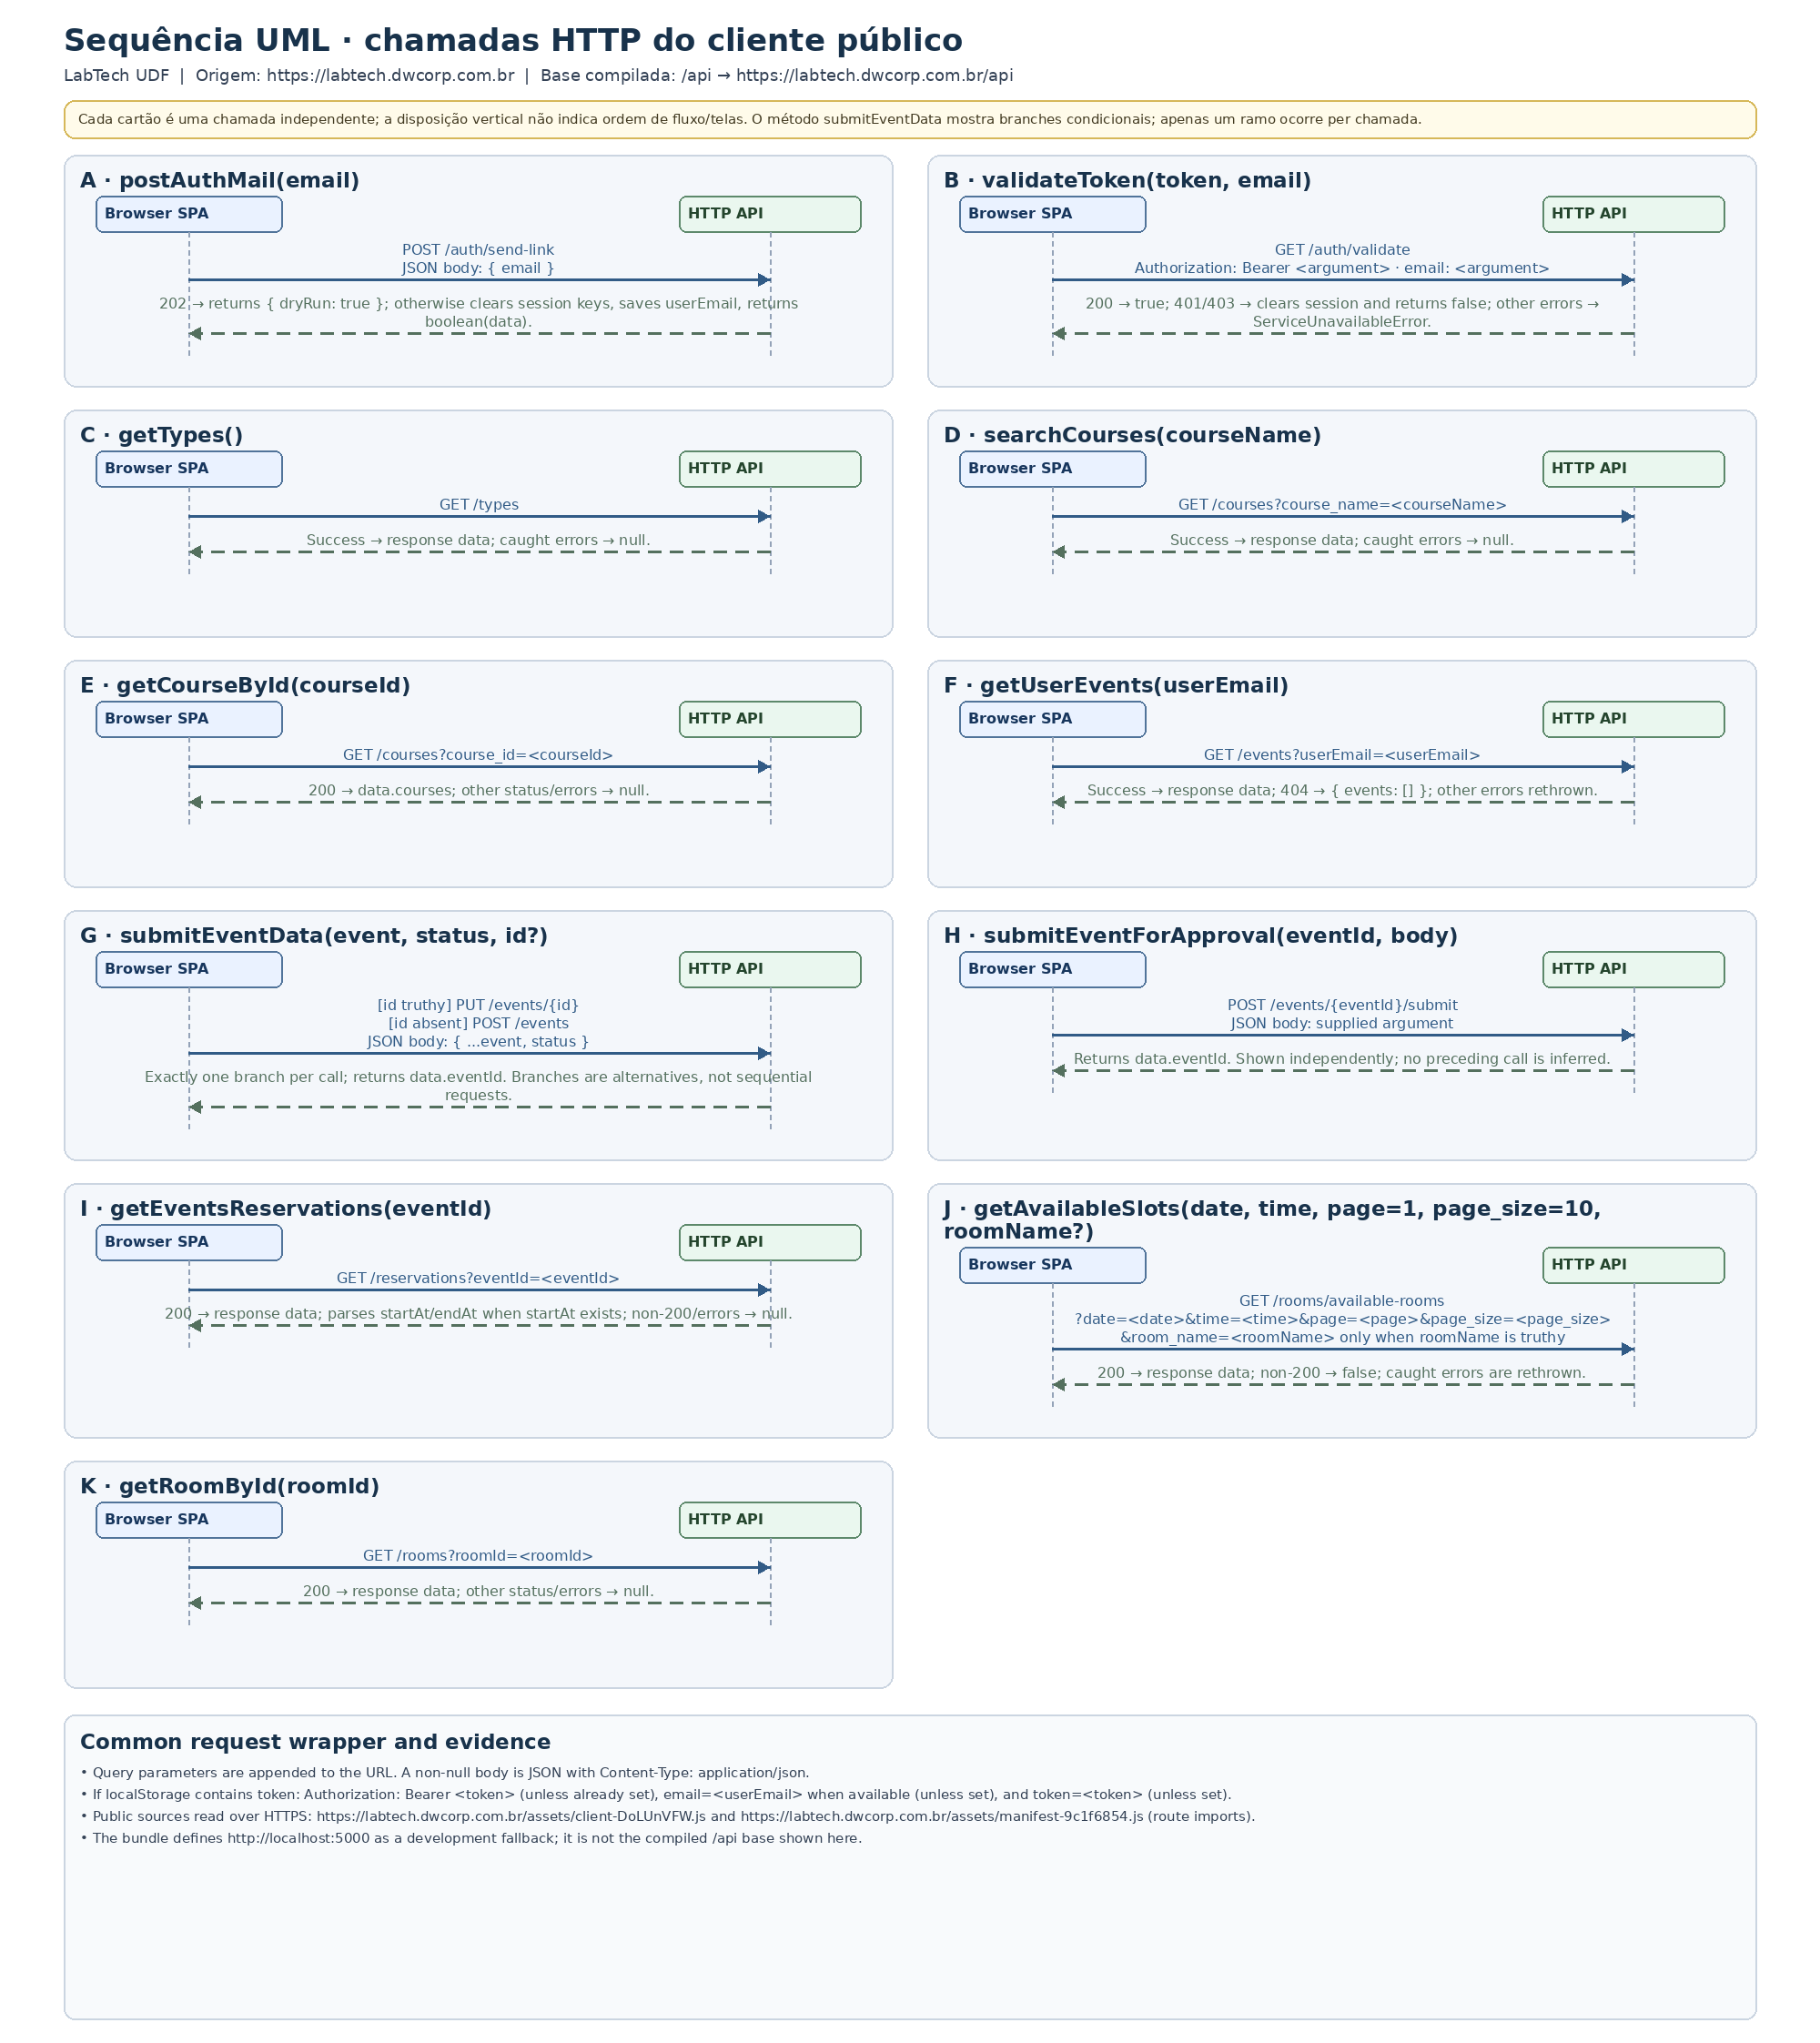 Sequência UML · chamadas HTTP do cliente público
LabTech UDF | Origem: https://labtech.dwcorp.com.br | Base compilada: /api → https://labtech.dwcorp.com.br/api
Cada cartão é uma chamada independente; a disposição vertical não indica ordem de fluxo/telas. O método submitEventData mostra branches condicionais; apenas um ramo ocorre per chamada.
A · postAuthMail(email)
Browser SPA
HTTP API
POST /auth/send-link
JSON body: { email }
202 → returns { dryRun: true }; otherwise clears session keys, saves userEmail, returns
boolean(data).
B · validateToken(token, email)
Browser SPA
HTTP API
GET /auth/validate
Authorization: Bearer <argument> · email: <argument>
200 → true; 401/403 → clears session and returns false; other errors →
ServiceUnavailableError.
C · getTypes()
Browser SPA
HTTP API
GET /types
Success → response data; caught errors → null.
D · searchCourses(courseName)
Browser SPA
HTTP API
GET /courses?course_name=<courseName>
Success → response data; caught errors → null.
E · getCourseById(courseId)
Browser SPA
HTTP API
GET /courses?course_id=<courseId>
200 → data.courses; other status/errors → null.
F · getUserEvents(userEmail)
Browser SPA
HTTP API
GET /events?userEmail=<userEmail>
Success → response data; 404 → { events: [] }; other errors rethrown.
G · submitEventData(event, status, id?)
Browser SPA
HTTP API
[id truthy] PUT /events/{id}
[id absent] POST /events
JSON body: { ...event, status }
Exactly one branch per call; returns data.eventId. Branches are alternatives, not sequential
requests.
H · submitEventForApproval(eventId, body)
Browser SPA
HTTP API
POST /events/{eventId}/submit
JSON body: supplied argument
Returns data.eventId. Shown independently; no preceding call is inferred.
I · getEventsReservations(eventId)
Browser SPA
HTTP API
GET /reservations?eventId=<eventId>
200 → response data; parses startAt/endAt when startAt exists; non-200/errors → null.
J · getAvailableSlots(date, time, page=1, page_size=10,
roomName?)
Browser SPA
HTTP API
GET /rooms/available-rooms
?date=<date>&time=<time>&page=<page>&page_size=<page_size>
&room_name=<roomName> only when roomName is truthy
200 → response data; non-200 → false; caught errors are rethrown.
K · getRoomById(roomId)
Browser SPA
HTTP API
GET /rooms?roomId=<roomId>
200 → response data; other status/errors → null.
Common request wrapper and evidence
• Query parameters are appended to the URL. A non-null body is JSON with Content-Type: application/json.
• If localStorage contains token: Authorization: Bearer <token> (unless already set), email=<userEmail> when available (unless set), and token=<token> (unless set).
• Public sources read over HTTPS: https://labtech.dwcorp.com.br/assets/client-DoLUnVFW.js and https://labtech.dwcorp.com.br/assets/manifest-9c1f6854.js (route imports).
• The bundle defines http://localhost:5000 as a development fallback; it is not the compiled /api base shown here.